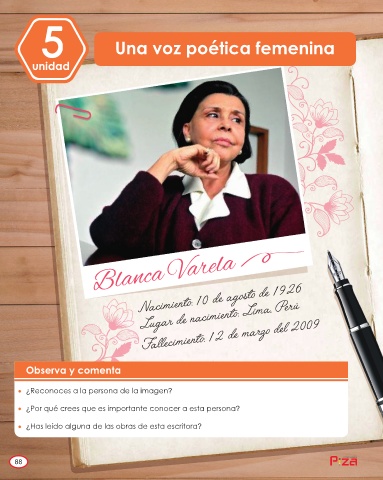 5
unidad
Una voz poética femenina
Blanca Varela
Nacimiento: 10 de agosto de 1926
Lugar de nacimiento: Lima, Perú
Fallecimiento: 12 de marzo del 2009
Observa y comenta
• ¿Reconoces a la persona de la imagen?
• ¿Por qué crees que es importante conocer a esta persona?
• ¿Has leído alguna de las obras de esta escritora?
88